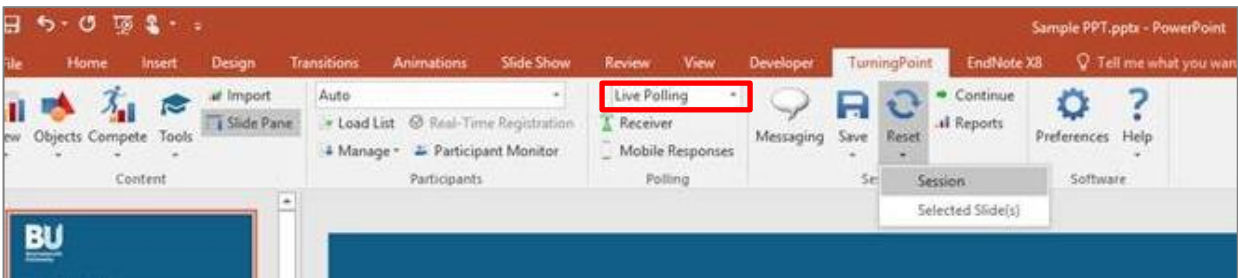 Sample PPT.pptx - PowerPoint
Home Insert Design Transitions Animations Slide Show Review View Developer TurningPoint EndNote X8 Tell me what you wan
Import Auto Live Polling Continue
Slide Pane Load List Real-Time Registration Receiver Reports
Objects Compete Tools Manage Participant Monitor Mobile Responses Messaging Save Reset Preferences Help
Content Participants Polling Se Software
Session
Selected Slide(s)
BU